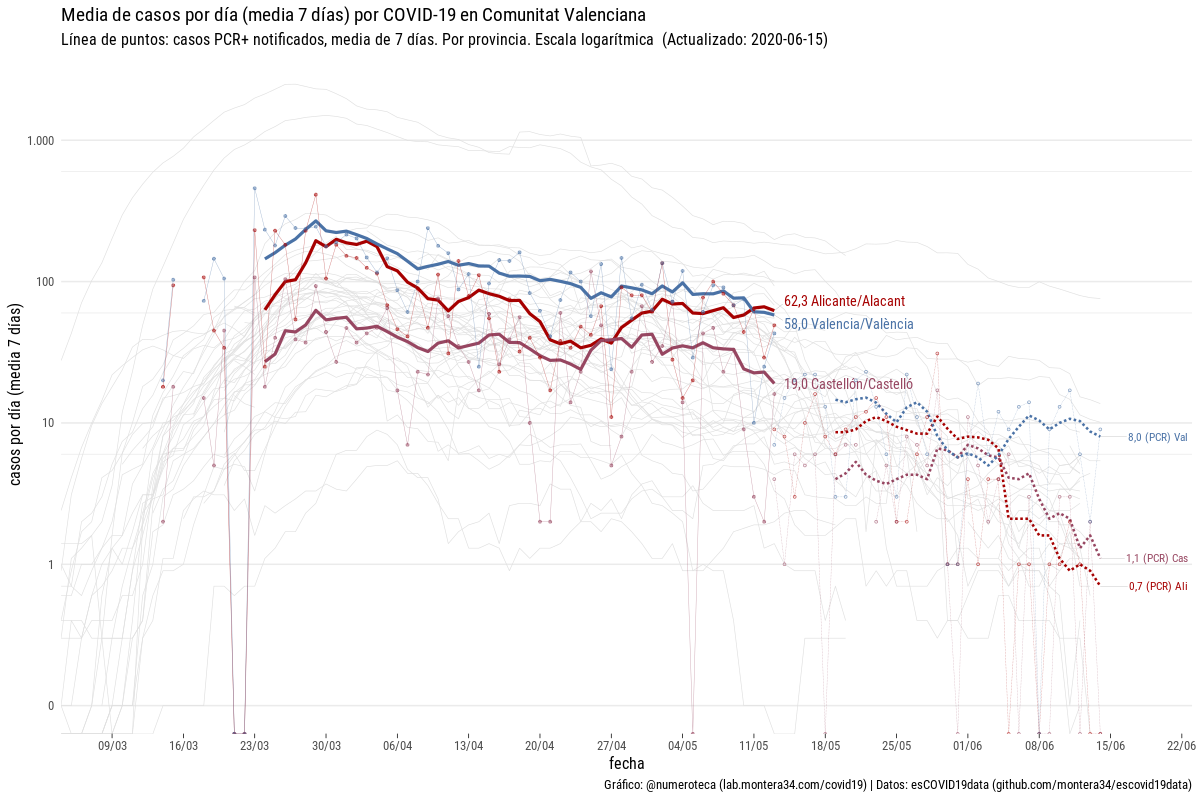 Media de casos por día (media 7 días) por COVID-19 en Comunitat Valenciana
Línea de puntos: casos PCR+ notificados, media de 7 días. Por provincia. Escala logarítmica (Actualizado: 2020-06-15)
casos por día (media 7 días)
1.000
100
10
1
0
62,3 Alicante/Alacant
58,0 Valencia/València
19,0 Castellón/Castelló
8,0 (PCR) Val
1,1 (PCR) Cas
0,7 (PCR) Ali
09/03 16/03 23/03 30/03 06/04 13/04 20/04 27/04 04/05 11/05 18/05 25/05 01/06 08/06 15/06 22/06
fecha
Gráfico: @numeroteca (lab.montera34.com/covid19) | Datos: esCOVID19data (github.com/montera34/escovid19data)